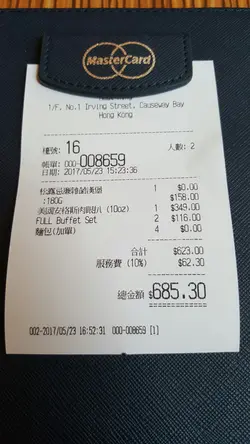 MasterCard
1/F, No.1 Irving Street, Causeway Bay
Hong Kong
檯號: 16 人數: 2
帳單: 000-008659
日期: 2017/05/23 15:23:36
1 $0.00
:180G $158.00
美國安格斯肉眼扒 (10oz) 1 $349.00
FULL Buffet Set 2 $116.00
麵包(加單) 4 $0.00
合計 $623.00
服務費 (10%) $62.30
總金額 $685.30
002-2017/05/23 16:52:31 000-008659 [1]